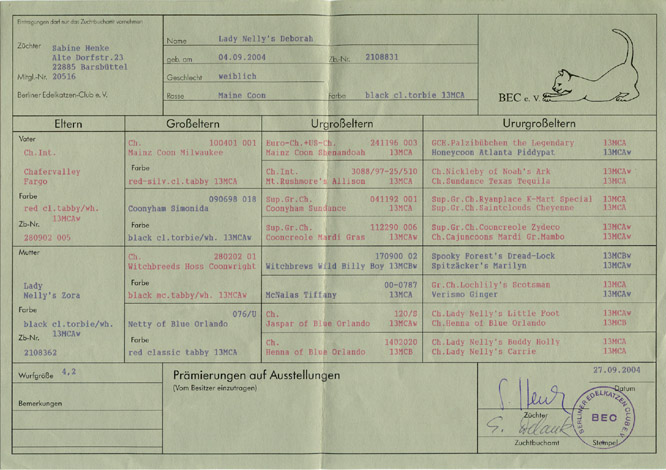 Eintragungen darf nur das Zuchtbuchamt vornehmen
Züchter
Sabine Henke
Alte Dorfstr.23
22885 Barsbüttel
Mitgl.-Nr. 20516
Berliner Edelkatzen-Club e. V.
Name Lady Nelly's Deborah
geb. am 04.09.2004 Zb.-Nr. 2108831
Geschlecht weiblich
Rasse Maine Coon Farbe black cl.torbie 13MCA
BEC e. V.
Eltern Großeltern Urgroßeltern Ururgroßeltern
Vater
Ch.Int.
Chafervalley
Fargo
Farbe
red cl.tabby/wh.
13MCAw
Zb-Nr.
280902 005
Ch. 100401 001
Mainz Coon Milwaukee
Farbe
red-silv.cl.tabby 13MCA
090698 018
Coonyham Simonida
Farbe
black cl.torbie/wh. 13MCAw
Euro-Ch.+US-Ch. 241196 003
Mainz Coon Shenandoah 13MCA
Ch.Int. 3088/97-25/510
Mt.Rushmore's Allison 13MCA
Sup.Gr.Ch. 041192 001
Coonyham Sundance 13MCA
Sup.Gr.Ch. 112290 006
Cooncreole Mardi Gras 13MCAw
GCH.Palzibübchen the Legendary 13MCA
Honeycoon Atlanta Piddypat 13MCAw
Ch.Nickleby of Noah's Ark 13MCAw
Ch.Sundance Texas Tequila 13MCA
Sup.Gr.Ch.Ryanplace K-Mart Special 13MCA
Sup.Gr.Ch.Saintclouds Cheyenne 13MCA
Sup.Gr.Ch.Cooncreole Zydeco 13MCAw
Ch.Cajuncoons Mardi Gr.Mambo 13MCAw
Mutter
Lady
Nelly's Zora
Farbe
black cl.torbie/wh.
13MCAw
Zb-Nr.
2108362
Ch. 280202 01
Witchbreeds Hoss Coonwright
Farbe
black mc.tabby/wh. 13MCAw
076/U
Netty of Blue Orlando
Farbe
red classic tabby 13MCA
170900 02
Witchbrews Wild Billy Boy 13MCBw
00-0787
McNaias Tiffany 13MCA
Ch. 120/S
Jaspar of Blue Orlando 13MCAw
Ch. 1402020
Henna of Blue Orlando 13MCB
Spooky Forest's Dread-Lock 13MCBw
Spitzäcker's Marilyn 13MCAw
Gr.Ch.Lochlily's Scotsman 13MCA
Verismo Ginger 13MCAw
Ch.Lady Nelly's Little Foot 13MCAw
Ch.Henna of Blue Orlando 13MCB
Ch.Lady Nelly's Buddy Holly 13MCA
Ch.Lady Nelly's Carrie 13MCA
Wurfgröße 4,2
Bemerkungen
Prämierungen auf Ausstellungen
(Vom Besitzer einzutragen)
27.09.2004
Datum
Züchter
Zuchtbuchamt
Stempel
BERLINER EDELKATZEN CLUB E.V.
BEC